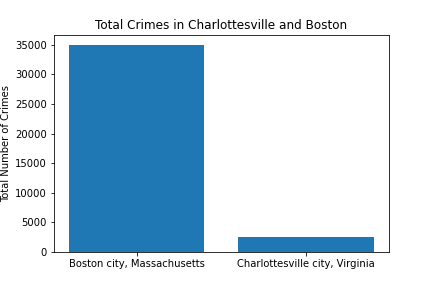 Total Crimes in Charlottesville and Boston
Total Number of Crimes
35000
30000
25000
20000
15000
10000
5000
0
Boston city, Massachusetts
Charlottesville city, Virginia